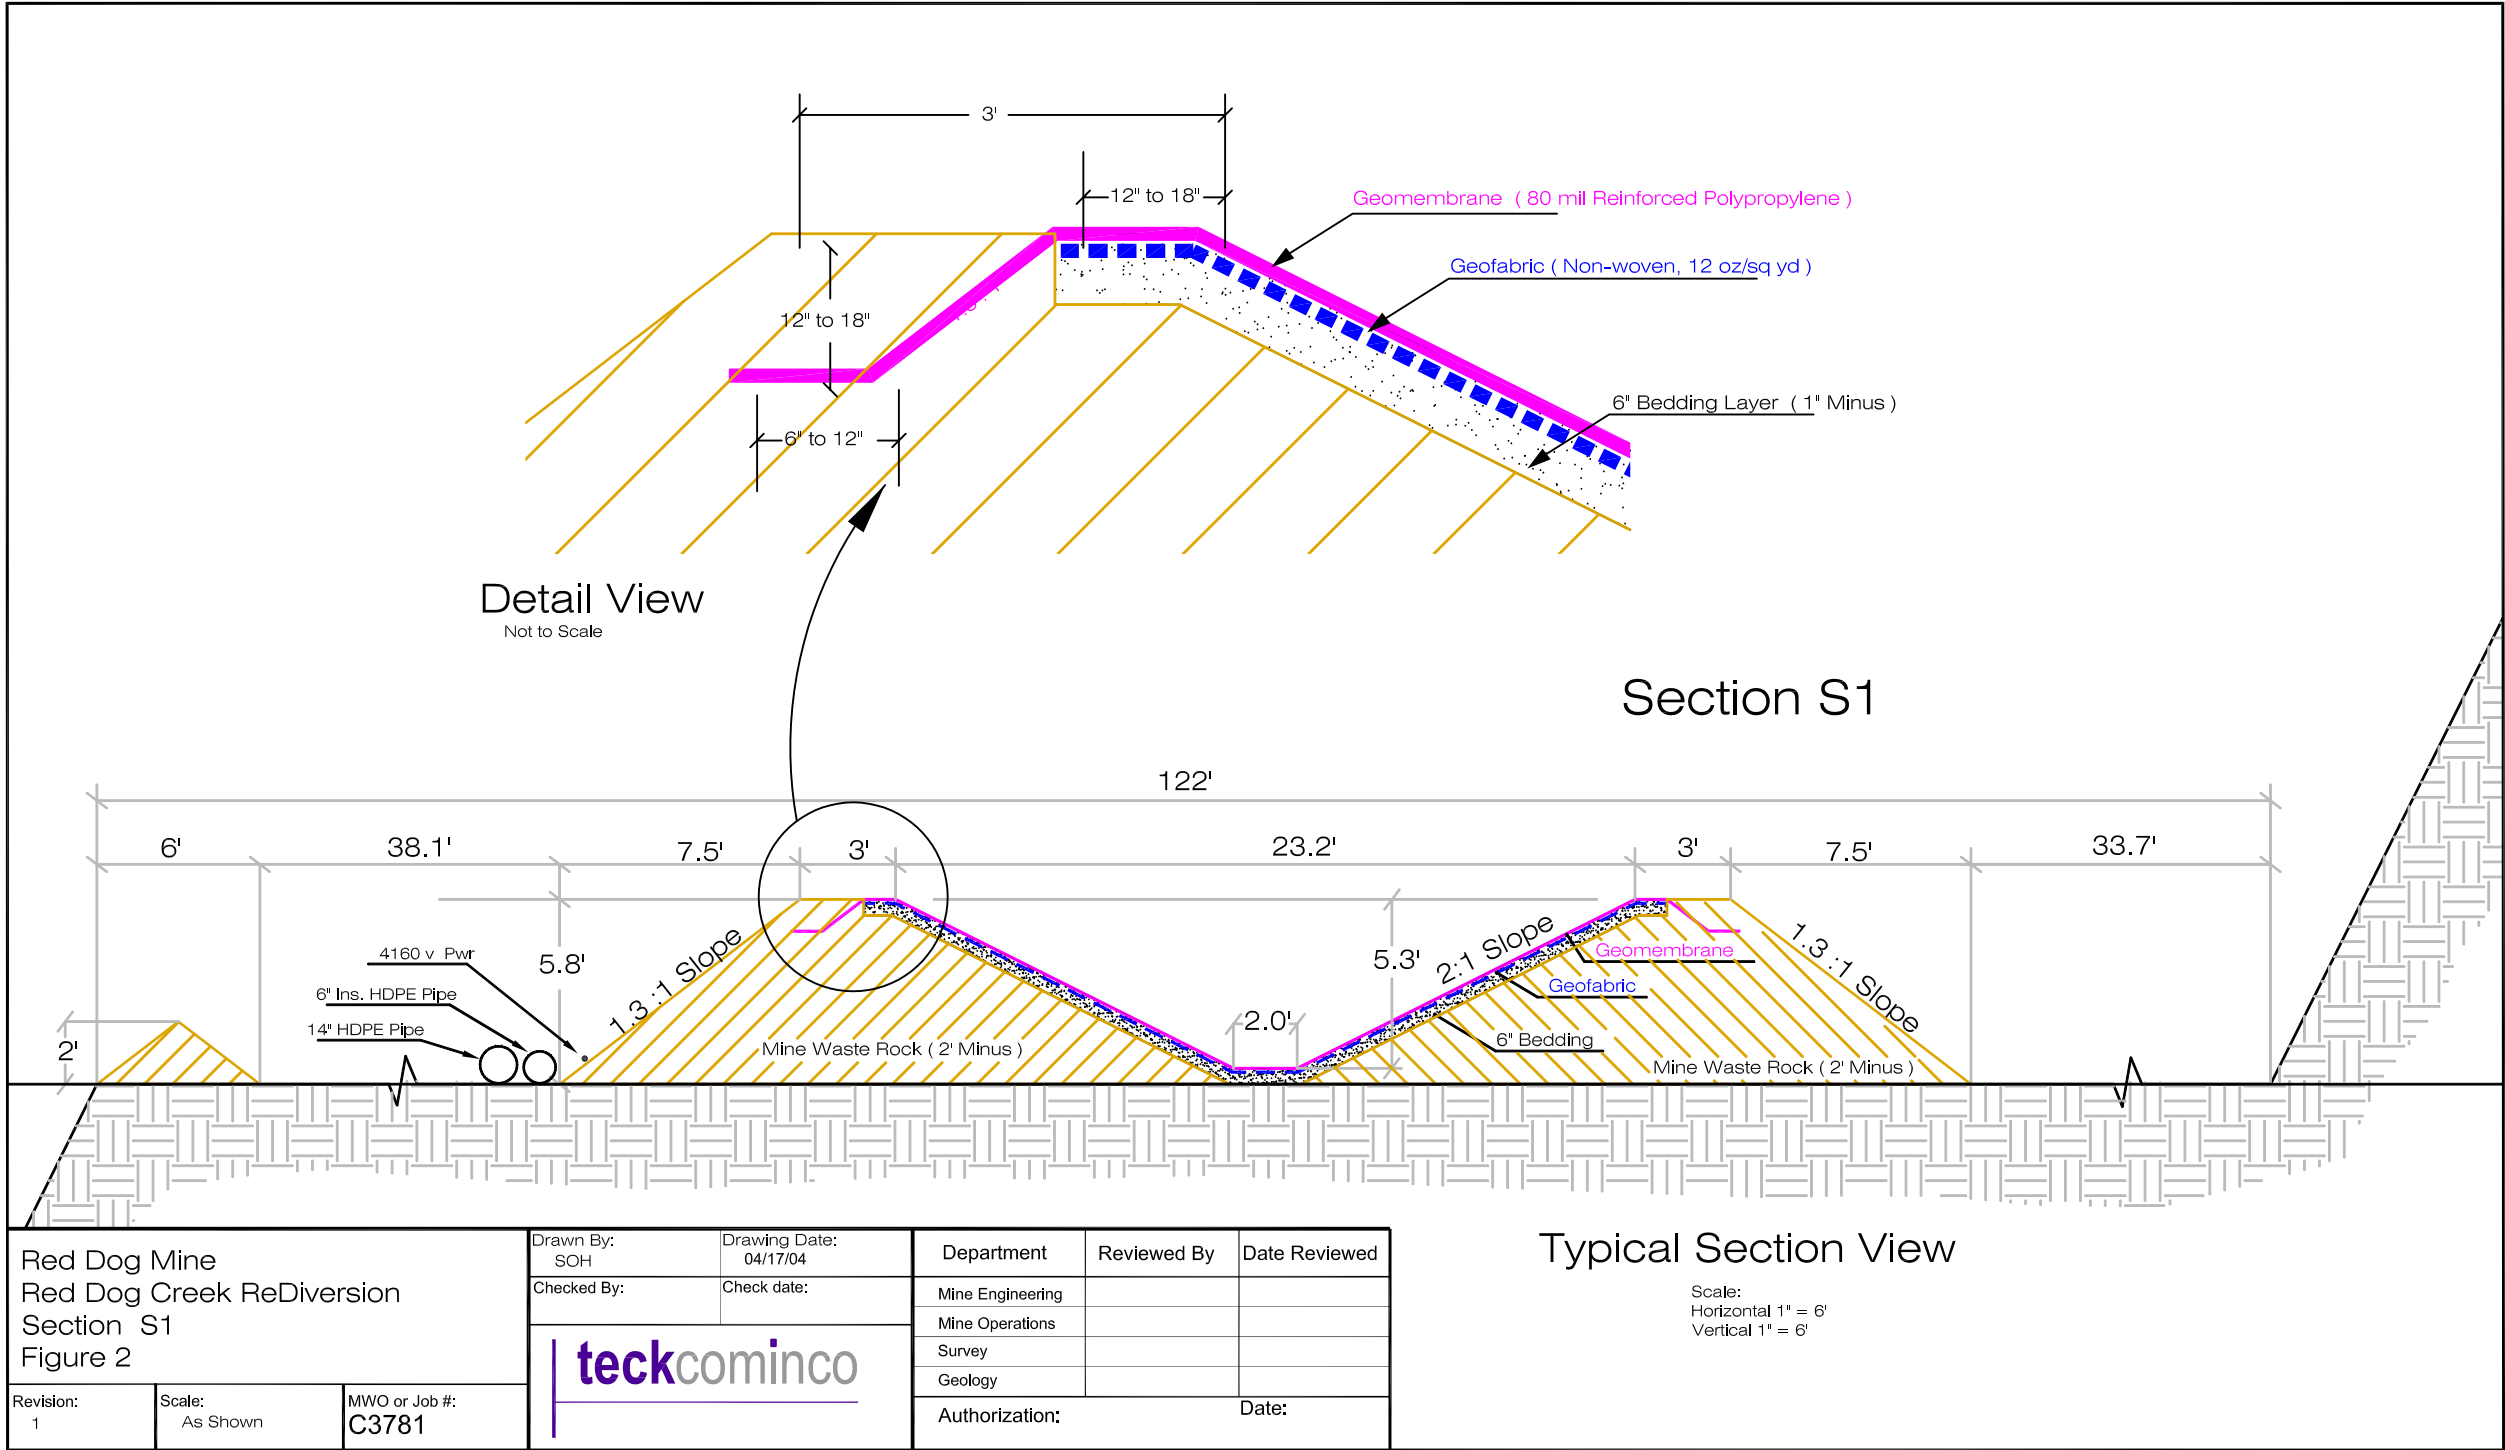 3'
12" to 18"
Geomembrane ( 80 mil Reinforced Polypropylene )
Geofabric ( Non-woven, 12 oz/sq yd )
12" to 18"
6" Bedding Layer ( 1" Minus )
6" to 12"
Detail View
Not to Scale
Section S1
122'
6'
38.1'
7.5'
3'
23.2'
3'
7.5'
33.7'
4160 v Pwr
6" Ins. HDPE Pipe
14" HDPE Pipe
2'
5.8'
1.3 :1 Slope
Mine Waste Rock ( 2' Minus )
2.0'
5.3'
2:1 Slope
Geomembrane
Geofabric
6" Bedding
1.3 :1 Slope
Mine Waste Rock ( 2' Minus )
Typical Section View
Scale:
Horizontal 1" = 6'
Vertical 1" = 6'
Red Dog Mine
Red Dog Creek ReDiversion
Section S1
Figure 2
Revision:
1
Scale:
As Shown
MWO or Job #:
C3781
Drawn By:
SOH
Drawing Date:
04/17/04
Checked By:
Check date:
teckcominco
Department Reviewed By Date Reviewed
Mine Engineering
Mine Operations
Survey
Geology
Authorization: Date: